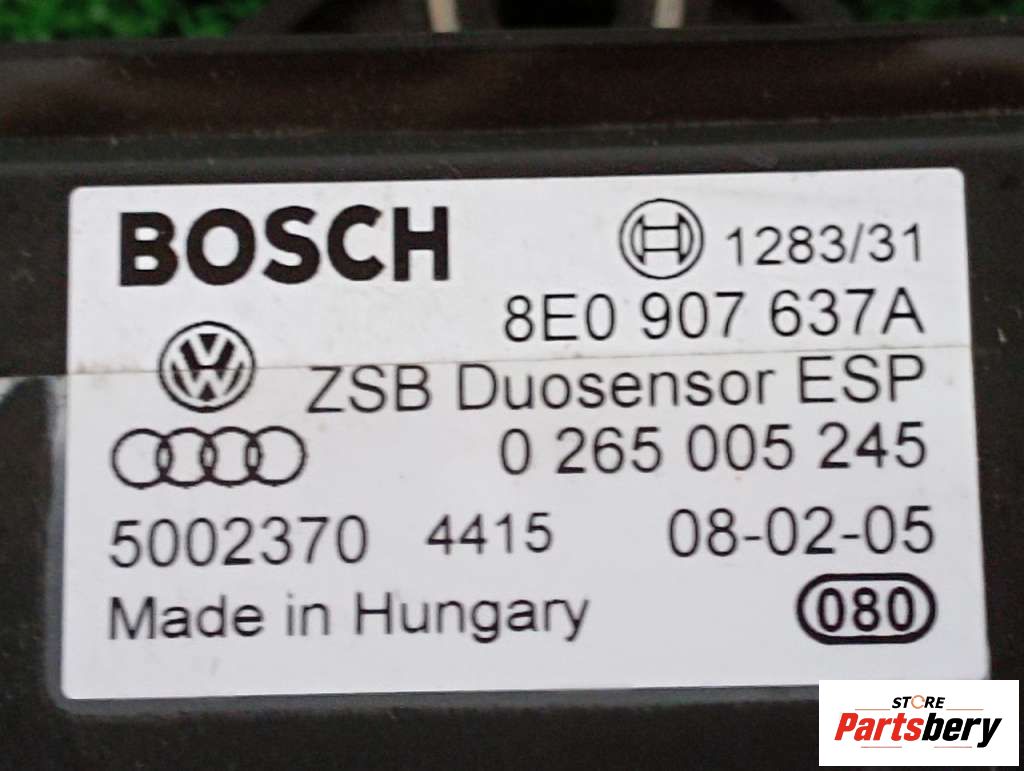 BOSCH
1283/31
8E0 907 637A
ZSB Duosensor ESP
0 265 005 245
5002370 4415 08-02-05
Made in Hungary
080
STORE
Partsbery